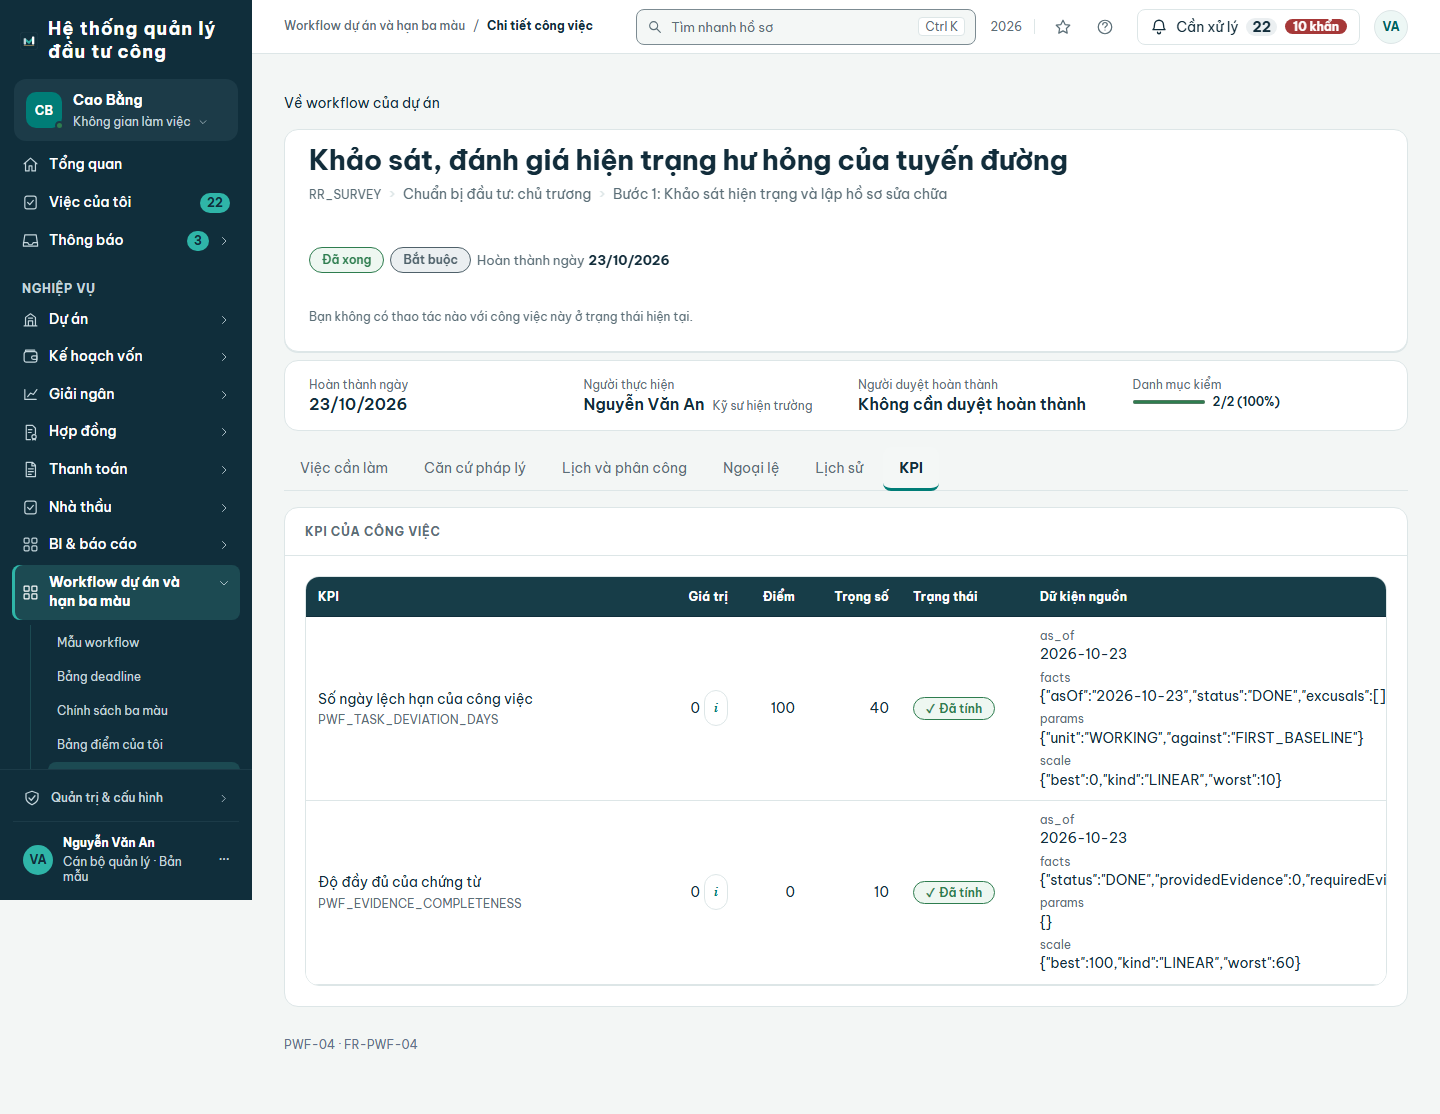 Hệ thống quản lý
đầu tư công
CB
Cao Bằng
Không gian làm việc
Tổng quan
Việc của tôi
22
Thông báo
3
NGHIỆP VỤ
Dự án
Kế hoạch vốn
Giải ngân
Hợp đồng
Thanh toán
Nhà thầu
BI & báo cáo
Workflow dự án và
hạn ba màu
Mẫu workflow
Bảng deadline
Chính sách ba màu
Bảng điểm của tôi
Quản trị & cấu hình
VA
Nguyễn Văn An
Cán bộ quản lý · Bản
mẫu
Workflow dự án và hạn ba màu / Chi tiết công việc
Tìm nhanh hồ sơ
Ctrl K
2026
Cần xử lý 22 10 khẩn
VA
Về workflow của dự án
Khảo sát, đánh giá hiện trạng hư hỏng của tuyến đường
RR_SURVEY > Chuẩn bị đầu tư: chủ trương > Bước 1: Khảo sát hiện trạng và lập hồ sơ sửa chữa
Đã xong Bắt buộc Hoàn thành ngày 23/10/2026
Bạn không có thao tác nào với công việc này ở trạng thái hiện tại.
Hoàn thành ngày
23/10/2026
Người thực hiện
Nguyễn Văn An Kỹ sư hiện trường
Người duyệt hoàn thành
Không cần duyệt hoàn thành
Danh mục kiểm
2/2 (100%)
Việc cần làm Căn cứ pháp lý Lịch và phân công Ngoại lệ Lịch sử KPI
KPI CỦA CÔNG VIỆC
KPI Giá trị Điểm Trọng số Trạng thái Dữ kiện nguồn
Số ngày lệch hạn của công việc
PWF_TASK_DEVIATION_DAYS
0 i 100 40 ✓ Đã tính
as_of
2026-10-23
facts
{"asOf":"2026-10-23","status":"DONE","excusals":[]
params
{"unit":"WORKING","against":"FIRST_BASELINE"}
scale
{"best":0,"kind":"LINEAR","worst":10}
Độ đầy đủ của chứng từ
PWF_EVIDENCE_COMPLETENESS
0 i 0 10 ✓ Đã tính
as_of
2026-10-23
facts
{"status":"DONE","providedEvidence":0,"requiredEvi
params
{}
scale
{"best":100,"kind":"LINEAR","worst":60}
PWF-04 · FR-PWF-04